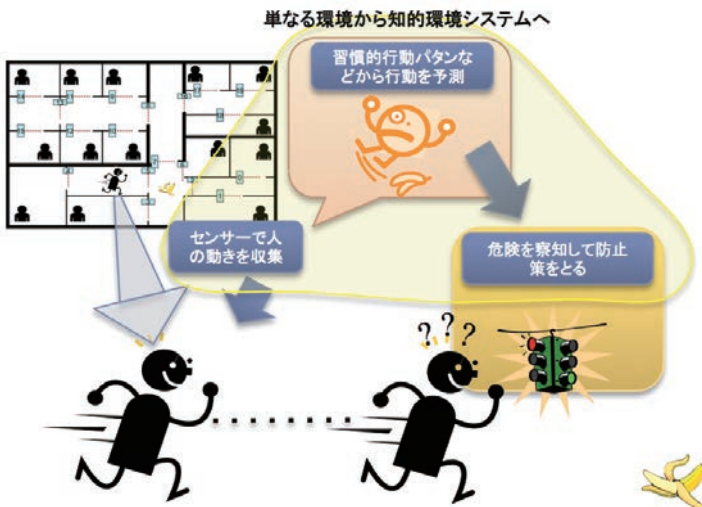 単なる環境から知的環境システムへ
習慣的行動パタンな
どから行動を予測
センサーで人
の動きを収集
危険を察知して防止
策をとる
? ? ?